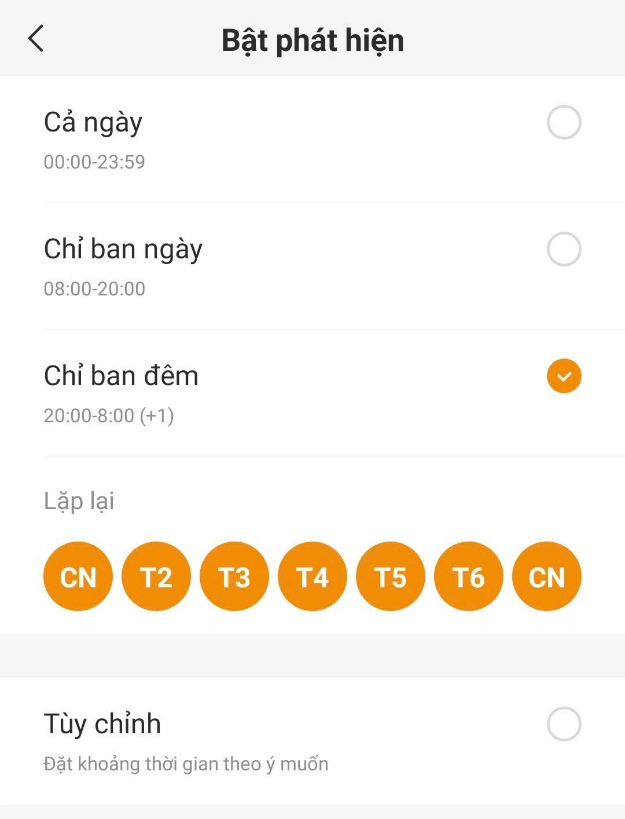 Bật phát hiện
Cả ngày
00:00-23:59
Chỉ ban ngày
08:00-20:00
Chỉ ban đêm
20:00-8:00 (+1)
Lặp lại
CN T2 T3 T4 T5 T6 CN
Tùy chỉnh
Đặt khoảng thời gian theo ý muốn